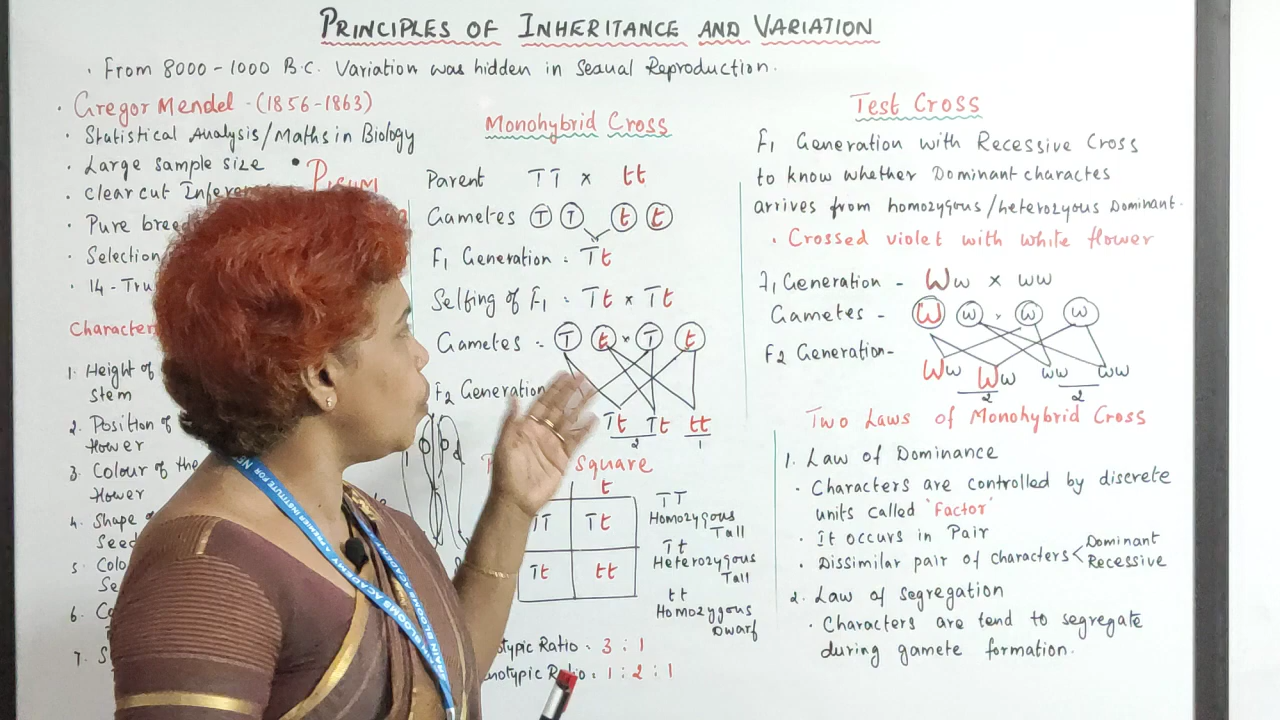 PRINCIPLES OF INHERITANCE AND VARIATION
• From 8000-1000 B.C. Variation was hidden in Sexual Reproduction.
• Gregor Mendel - (1856-1863)
• Statistical Analysis/Maths in Biology
• Large sample size
• Pisum
• Clear cut
• Pure
• Selection
• 14 -
1. Height of
stem
2. Position of
flower
3. Colour of the
flower
4. Shape
5.
6.
7.
Monohybrid Cross
Parent TT x tt
Gametes T T t t
F1 Generation = Tt
Selfing of F1 = Tt x Tt
Gametes = T t x T t
F2 Generation
Tt Tt tt
2 1
Square
t
TT Tt
Tt tt
TT
Homozygous
Tall
Tt
Heterozygous
Tall
tt
Homozygous
Dwarf
Ratio = 3 : 1
Ratio = 1 : 2 : 1
Test Cross
F1 Generation with Recessive Cross
to know whether Dominant charactes
arrives from homozygous/heterozyous Dominant.
• Crossed violet with white flower
F1 Generation - Ww x ww
Gametes - W w x w w
F2 Generation-
Ww Ww ww ww
2 2
Two Laws of Monohybrid Cross
1. Law of Dominance
• Characters are controlled by discrete
units called 'Factor'
• It occurs in Pair
• Dissimilar pair of characters < Dominant
Recessive
2. Law of Segregation
• Characters are tend to segregate
during gamete formation.
BLOOMS ACADEMY A PREMIER INSTITUTE FOR